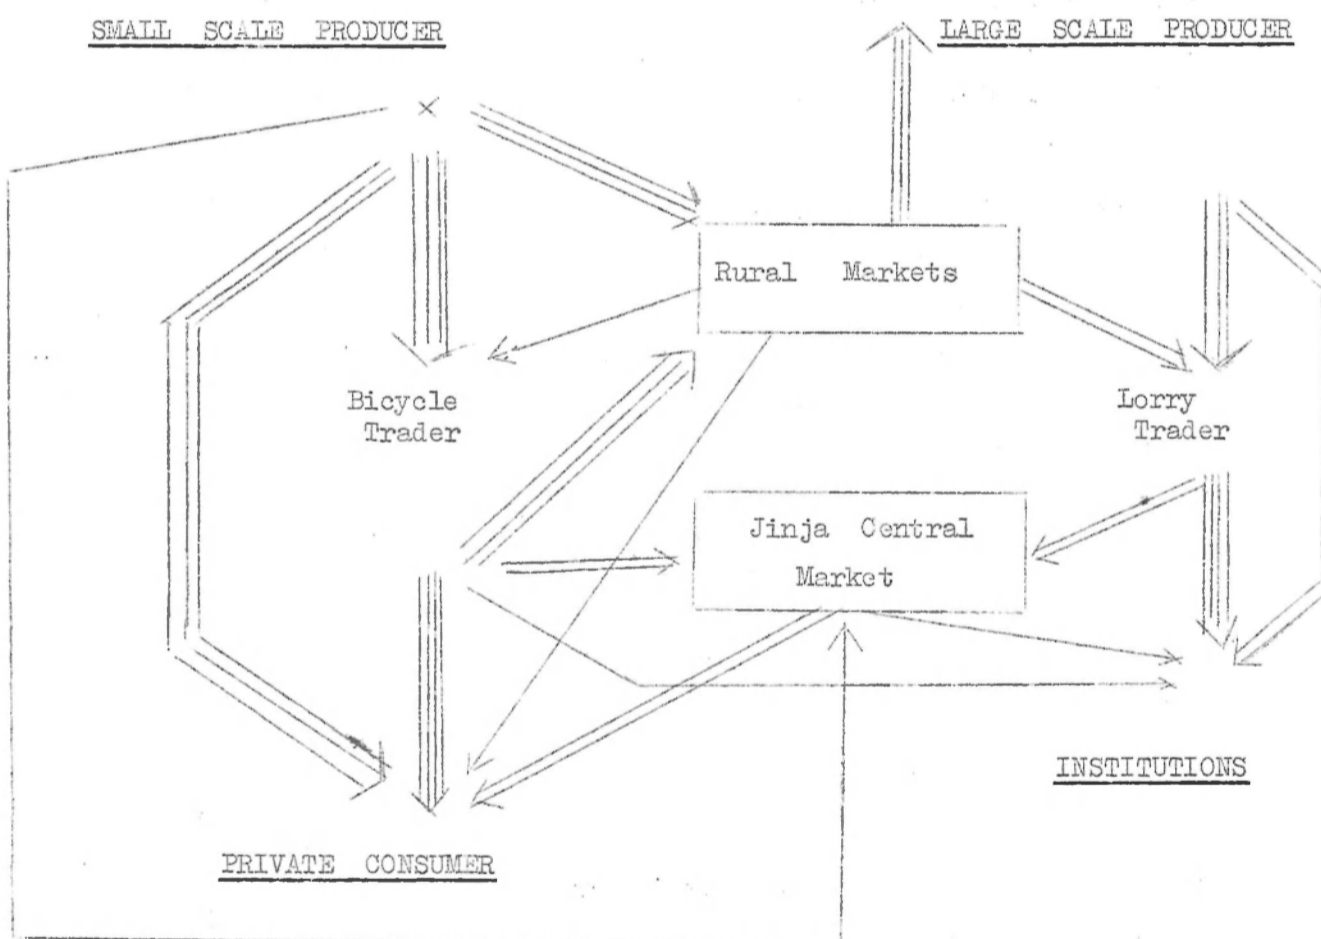 SMALL SCALE PRODUCER
LARGE SCALE PRODUCER
Rural Markets
Bicycle
Trader
Lorry
Trader
Jinja Central
Market
INSTITUTIONS
PRIVATE CONSUMER